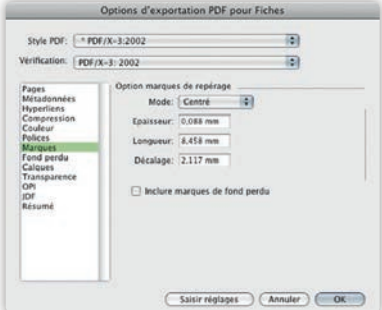 Options d'exportation PDF pour Fiches
Style PDF: * PDF/X-3:2002
Vérification: PDF/X-3: 2002
Pages
Métadonnées
Hyperliens
Compression
Couleur
Polices
Marques
Fond perdu
Calques
Transparence
OPI
JDF
Résumé
Option marques de repérage
Mode: Centré
Epaisseur: 0,088 mm
Longueur: 8,458 mm
Décalage: 2.117 mm
Inclure marques de fond perdu
Saisir réglages Annuler OK